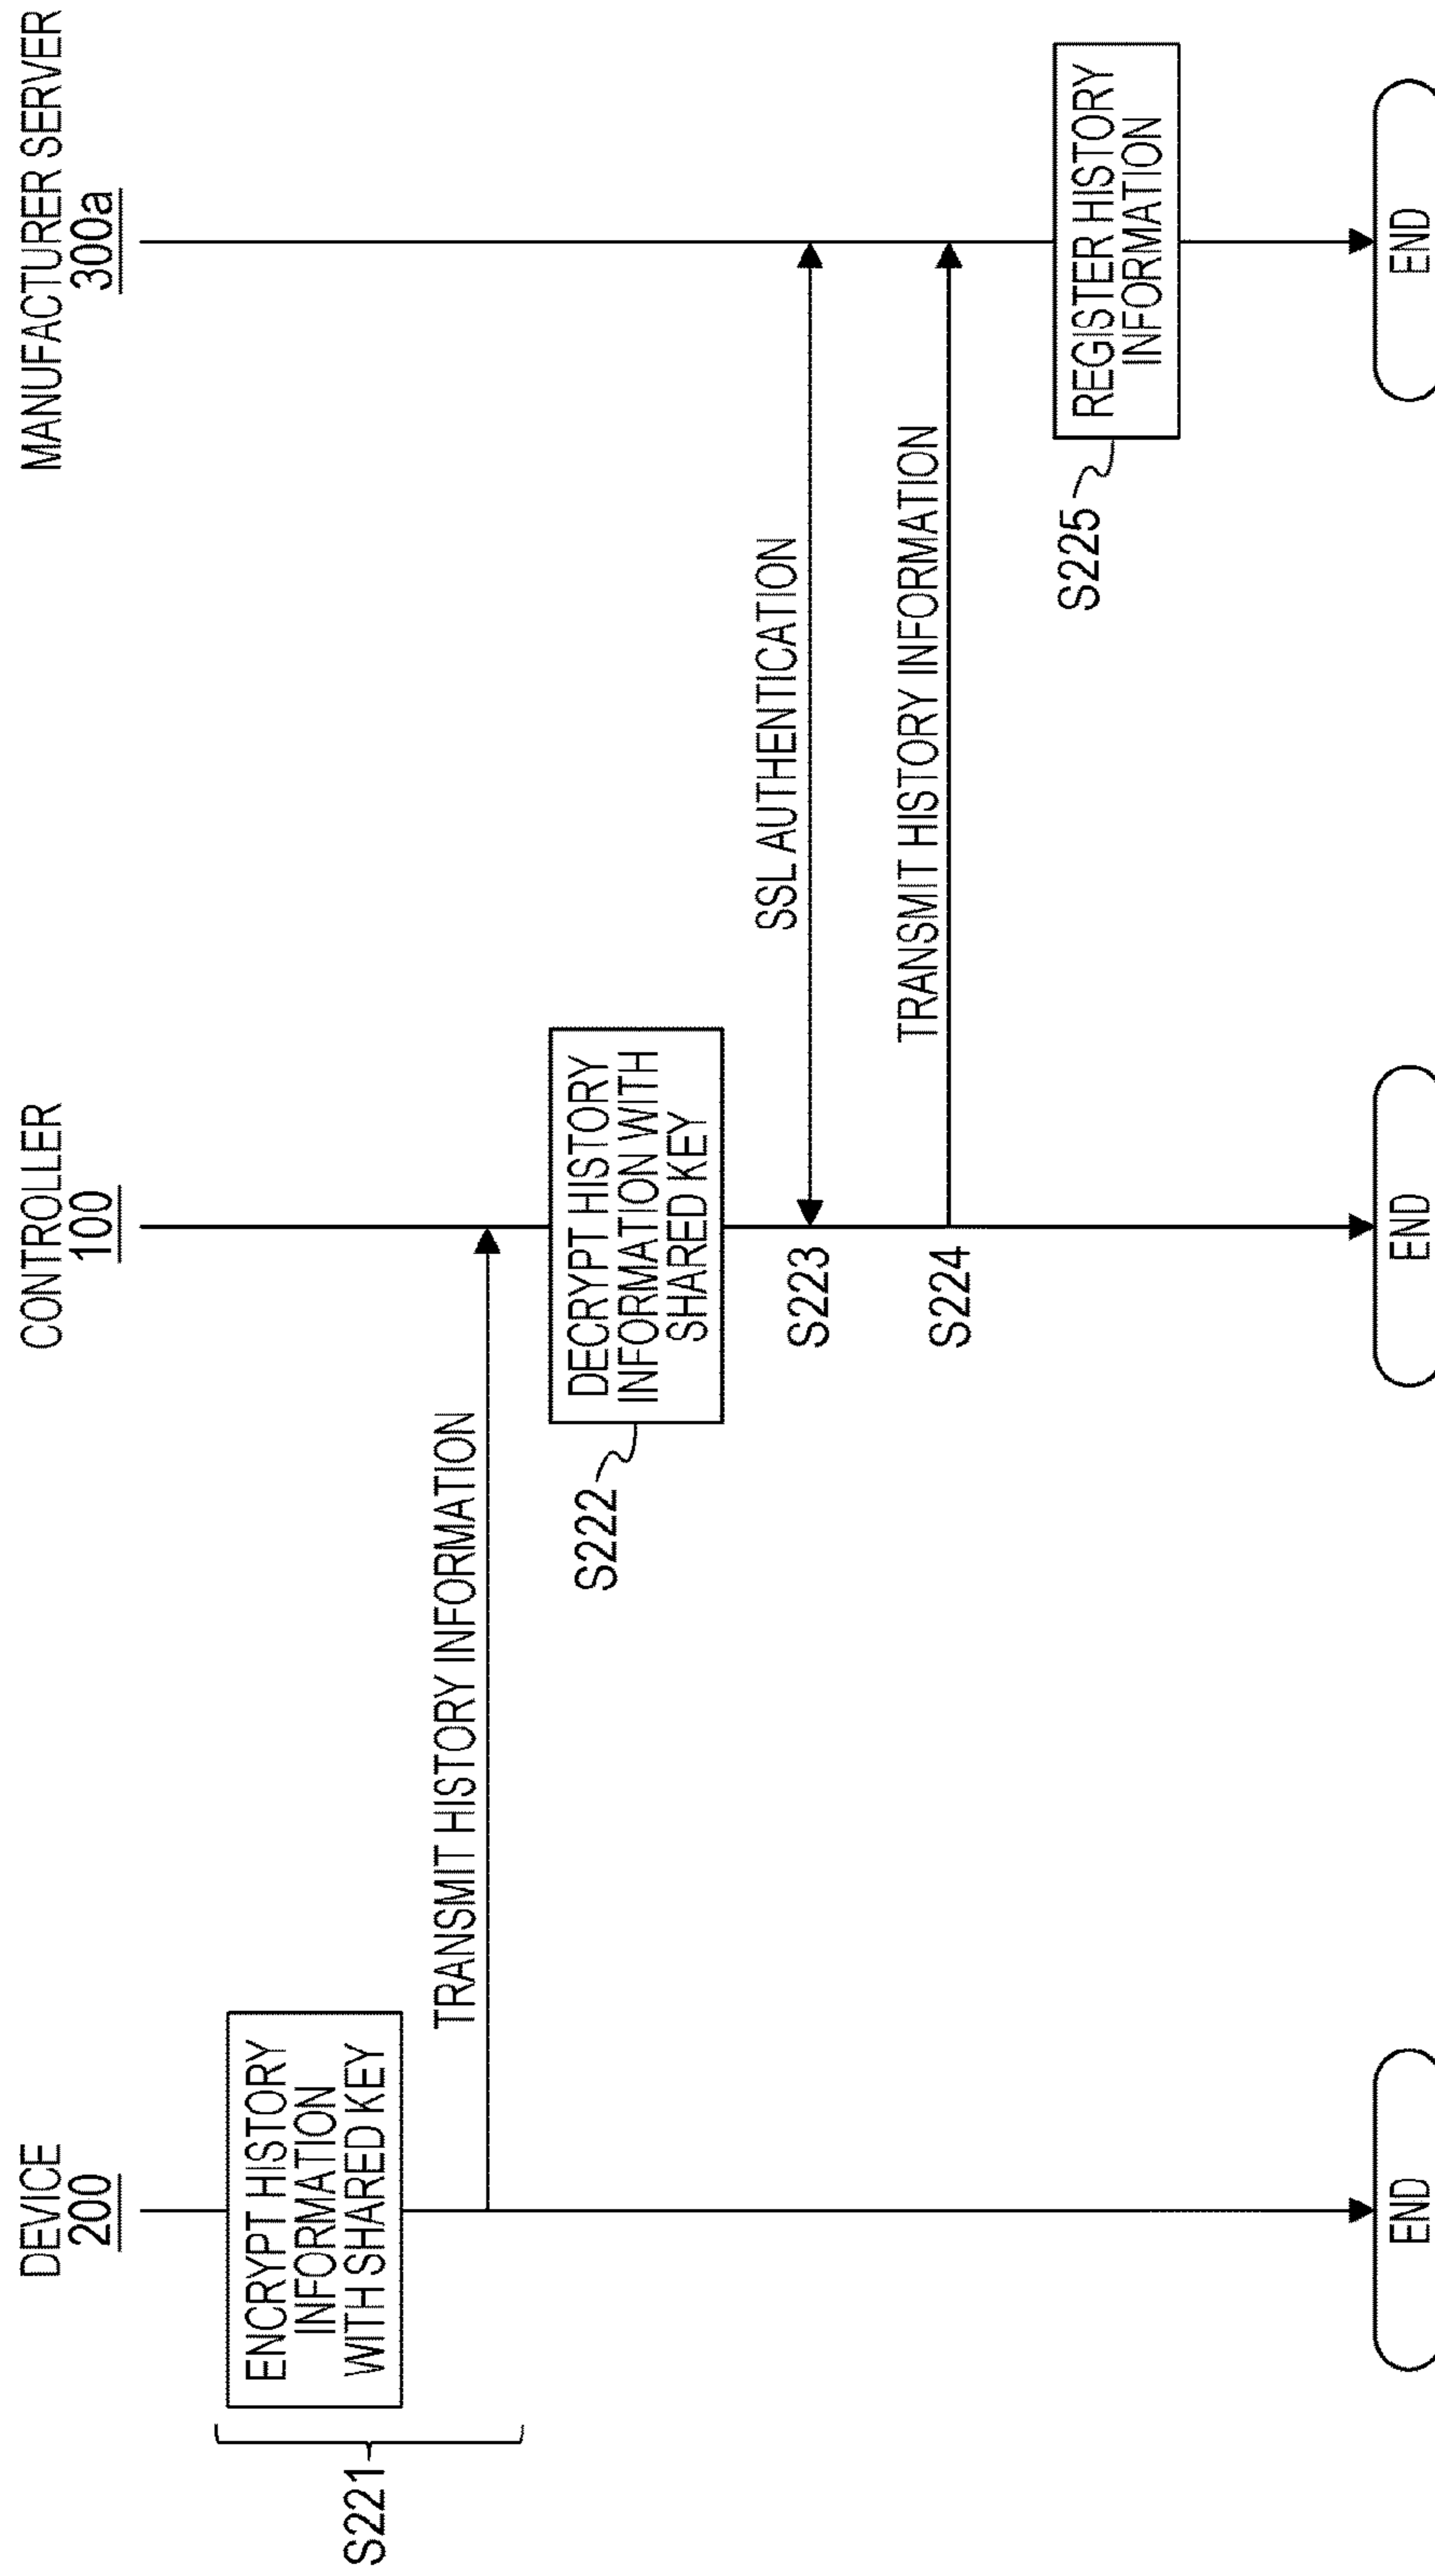 DEVICE
200
CONTROLLER
100
MANUFACTURER SERVER
300a
S221
ENCRYPT HISTORY
INFORMATION
WITH SHARED KEY
TRANSMIT HISTORY INFORMATION
S222
DECRYPT HISTORY
INFORMATION WITH
SHARED KEY
SSL AUTHENTICATION
S223
TRANSMIT HISTORY INFORMATION
S224
S225
REGISTER HISTORY
INFORMATION
END
END
END